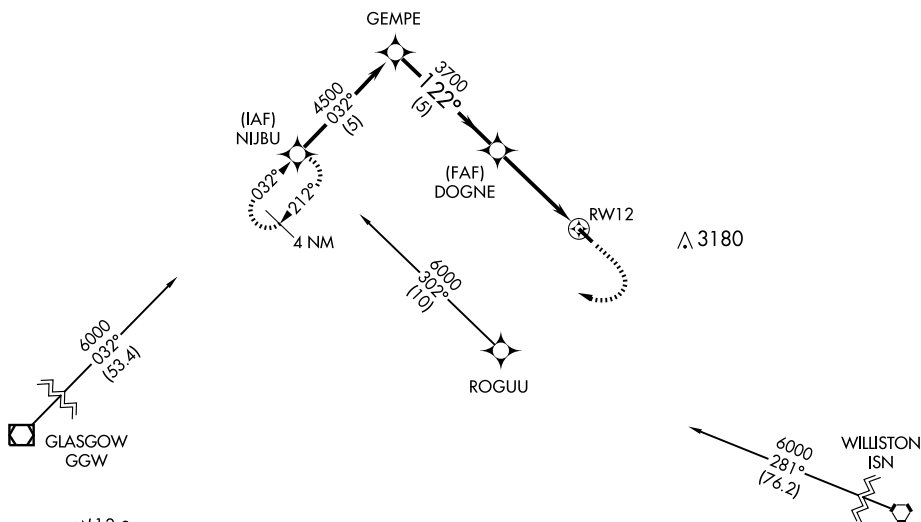 GEMPE
4500
032°
(5)
3700
122°
(5)
(IAF)
NIJBU
032°
212°
4 NM
(FAF)
DOGNE
RW12
3180
6000
302°
(10)
ROGUU
6000
032°
(53.4)
GLASGOW
GGW
6000
281°
(76.2)
WILLISTON
ISN